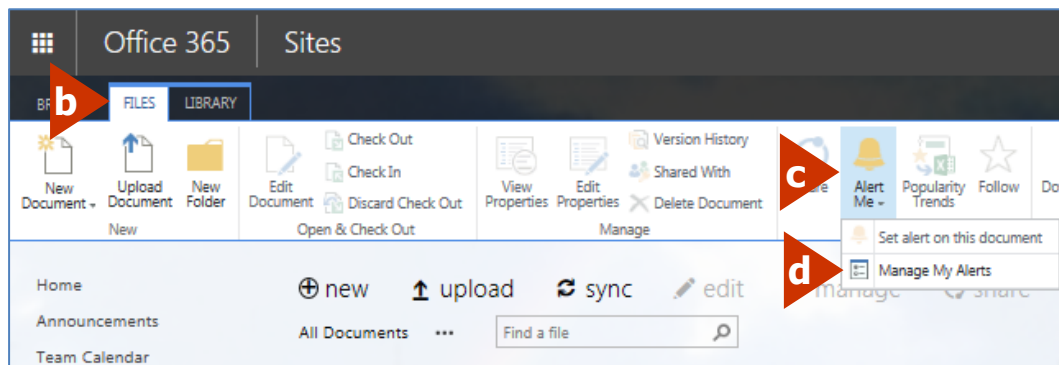 Office 365 Sites
b
BR FILES LIBRARY
New Document
Upload Document
New Folder
New
Edit Document
Check Out
Check In
Discard Check Out
Open & Check Out
View Properties
Edit Properties
Version History
Shared With
Delete Document
Manage
c
Alert Me
Popularity Trends
Follow
Do
Set alert on this document
d
Manage My Alerts
Home
Announcements
Team Calendar
new upload sync edit manage share
All Documents ...
Find a file